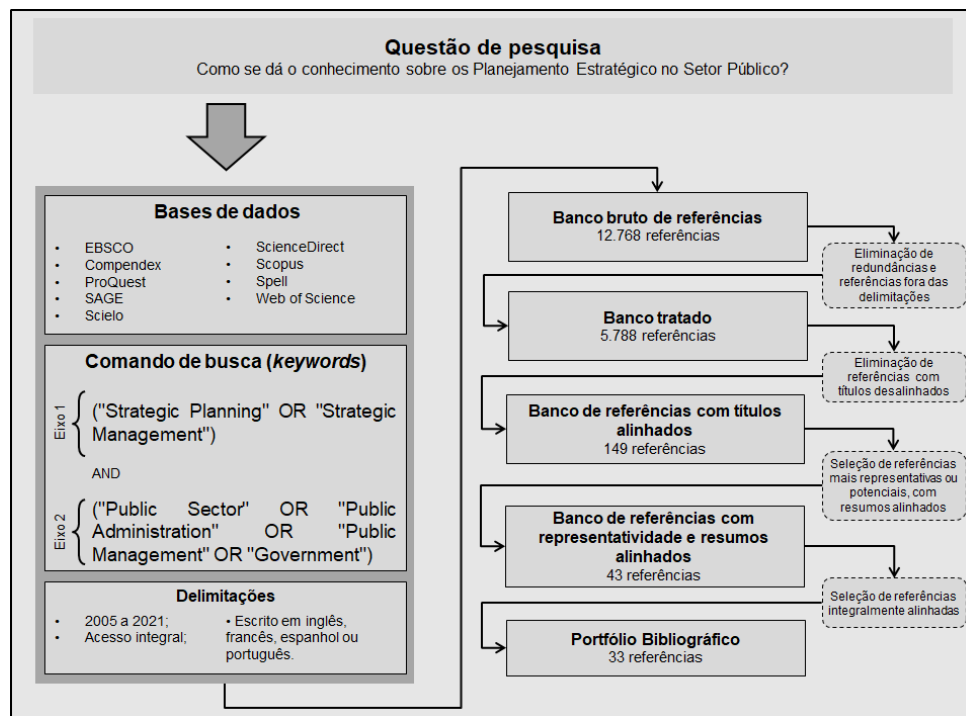 Questão de pesquisa
Como se dá o conhecimento sobre os Planejamento Estratégico no Setor Público?
Bases de dados
• EBSCO
• Compendex
• ProQuest
• SAGE
• Scielo
• ScienceDirect
• Scopus
• Spell
• Web of Science
Comando de busca (keywords)
Eixo 1
("Strategic Planning" OR "Strategic
Management")
AND
Eixo 2
("Public Sector" OR "Public
Administration" OR "Public
Management" OR "Government")
Delimitações
• 2005 a 2021;
• Acesso integral;
• Escrito em inglês,
francês, espanhol ou
português.
Banco bruto de referências
12.768 referências
Eliminação de
redundâncias e
referências fora das
delimitações
Banco tratado
5.788 referências
Eliminação de
referências com
títulos desalinhados
Banco de referências com títulos
alinhados
149 referências
Seleção de referências
mais representativas ou
potenciais, com
resumos alinhados
Banco de referências com
representatividade e resumos
alinhados
43 referências
Seleção de referências
integralmente alinhadas
Portfólio Bibliográfico
33 referências